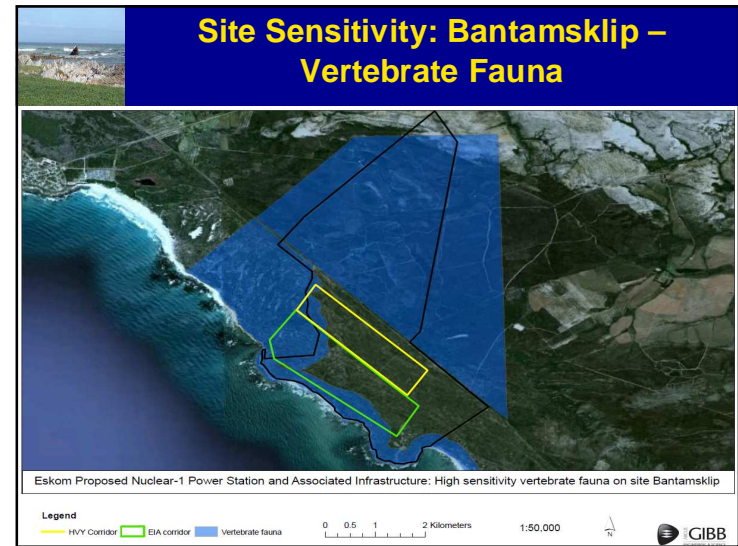 Site Sensitivity: Bantamsklip –
Vertebrate Fauna
Eskom Proposed Nuclear-1 Power Station and Associated Infrastructure: High sensitivity vertebrate fauna on site Bantamsklip
Legend
HVY Corridor EIA corridor Vertebrate fauna
0 0.5 1 2 Kilometers
1:50,000
N
GIBB